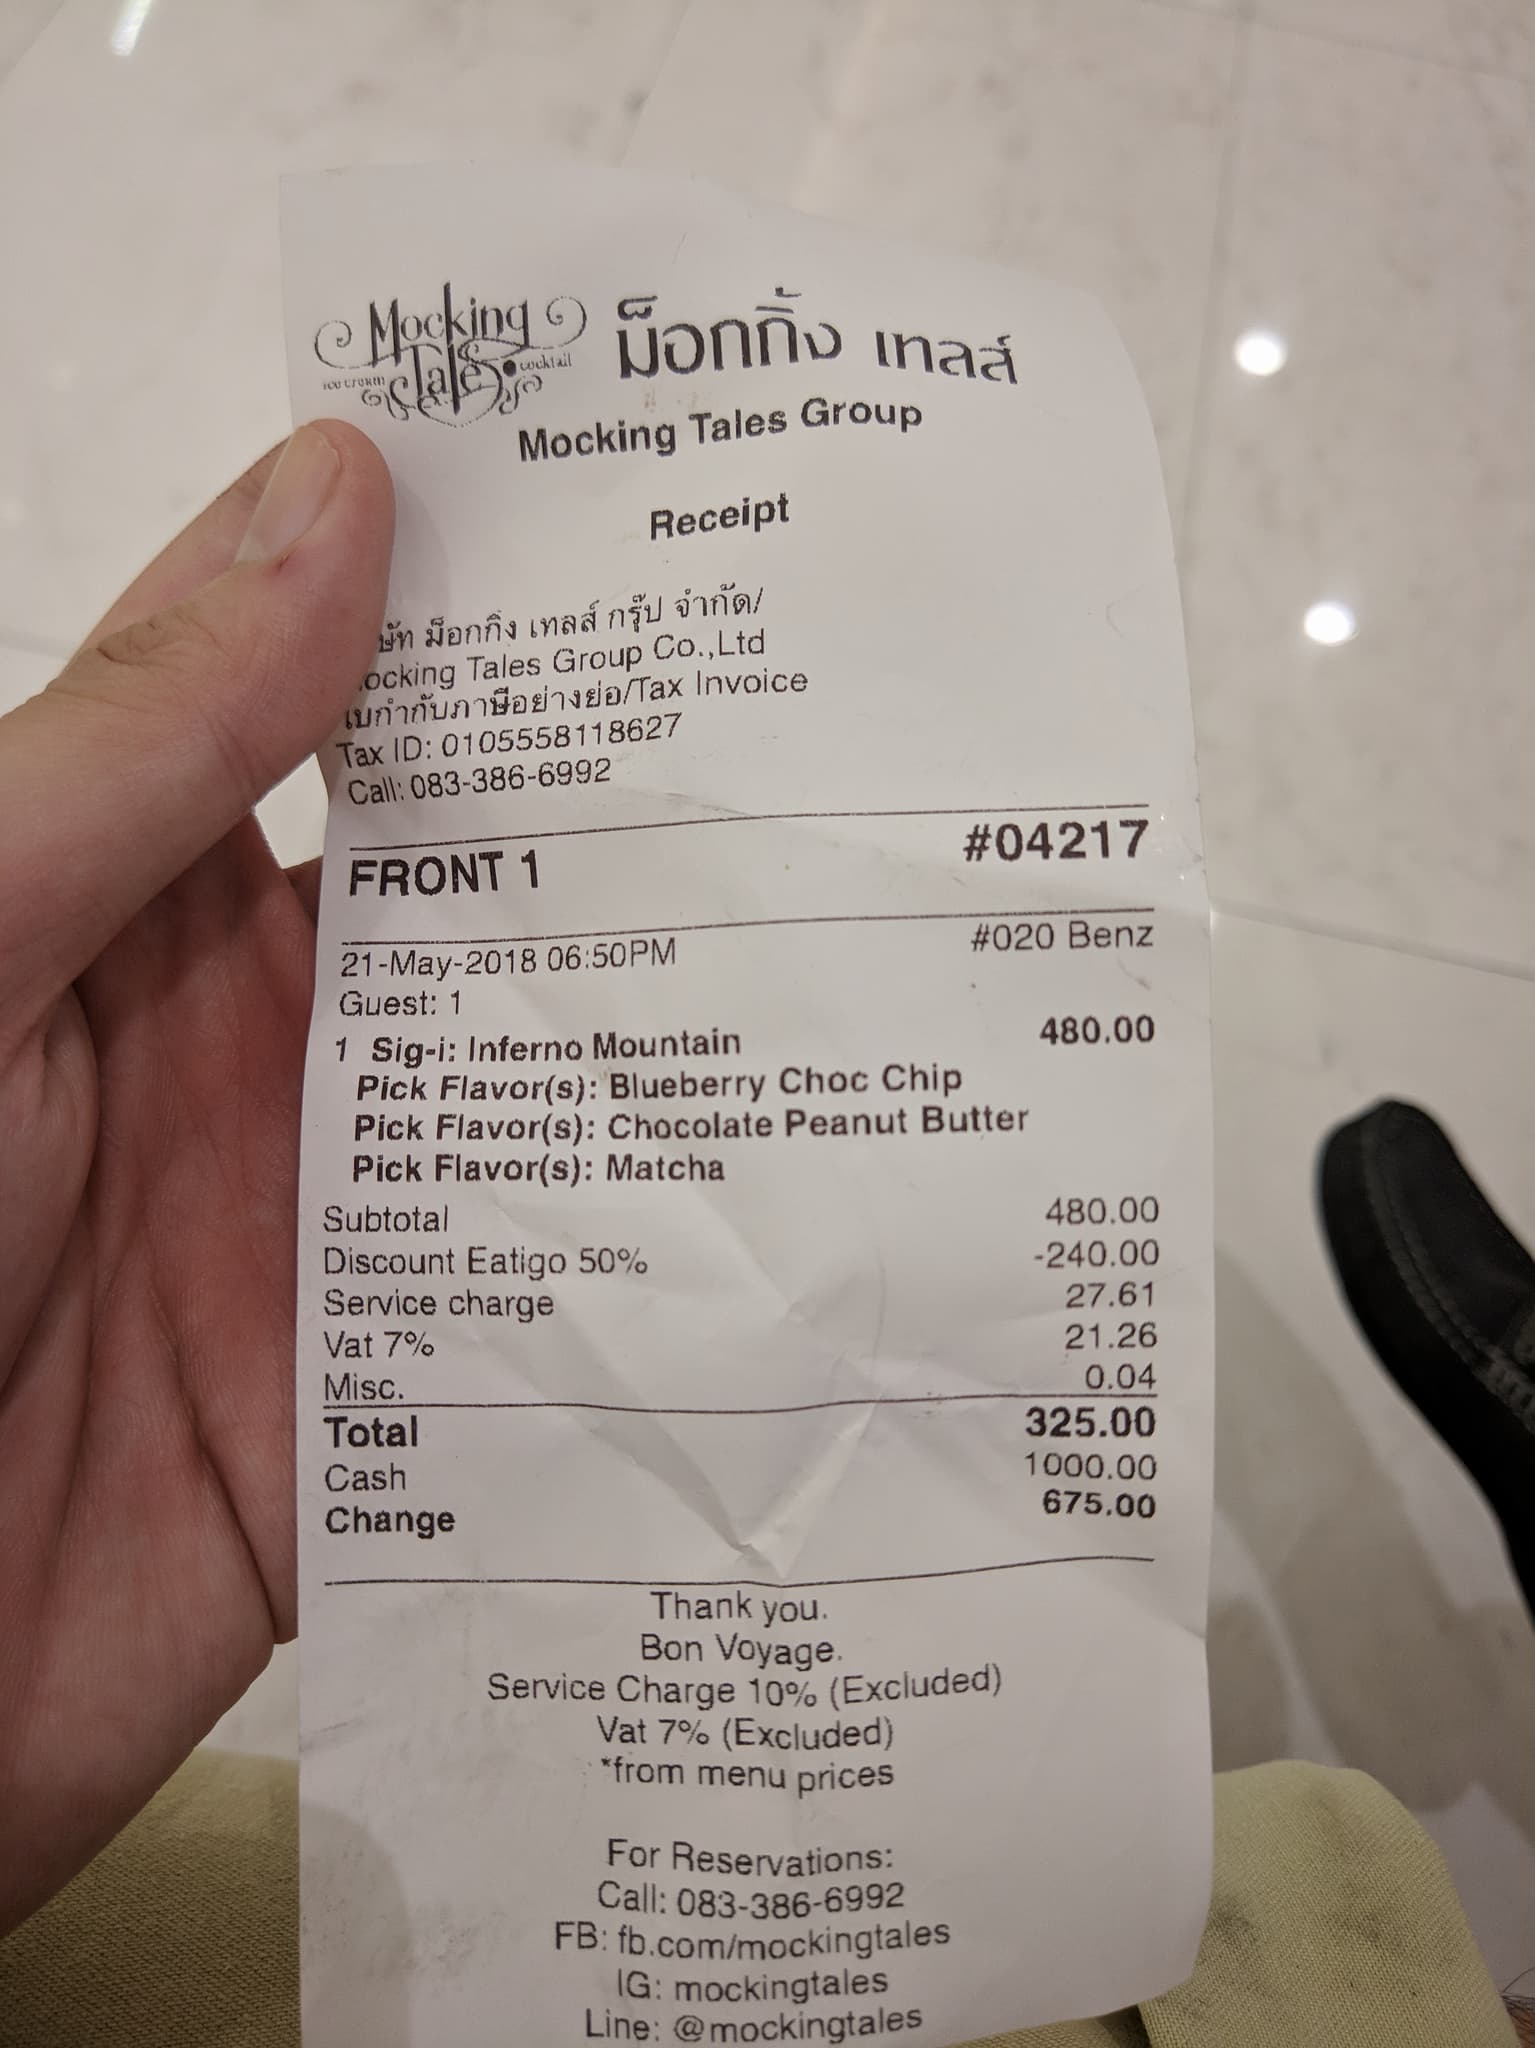 Mocking
Tales
ice cream cocktail
ม็อกกิ้ง เทลส์
Mocking Tales Group
Receipt
ม็อกกิ้ง เทลส์ กรุ๊ป จำกัด/
Tales Group Co.,Ltd
Tax Invoice
Tax ID: 0105558118627
Call: 083-386-6992
FRONT 1 #04217
21-May-2018 06:50PM #020 Benz
Guest: 1
1 Sig-i: Inferno Mountain 480.00
Pick Flavor(s): Blueberry Choc Chip
Pick Flavor(s): Chocolate Peanut Butter
Pick Flavor(s): Matcha
Subtotal 480.00
Discount Eatigo 50% -240.00
Service charge 27.61
Vat 7% 21.26
Misc. 0.04
Total 325.00
Cash 1000.00
Change 675.00
Thank you.
Bon Voyage.
Service Charge 10% (Excluded)
Vat 7% (Excluded)
*from menu prices
For Reservations:
Call: 083-386-6992
FB: fb.com/mockingtales
IG: mockingtales
Line: @mockingtales